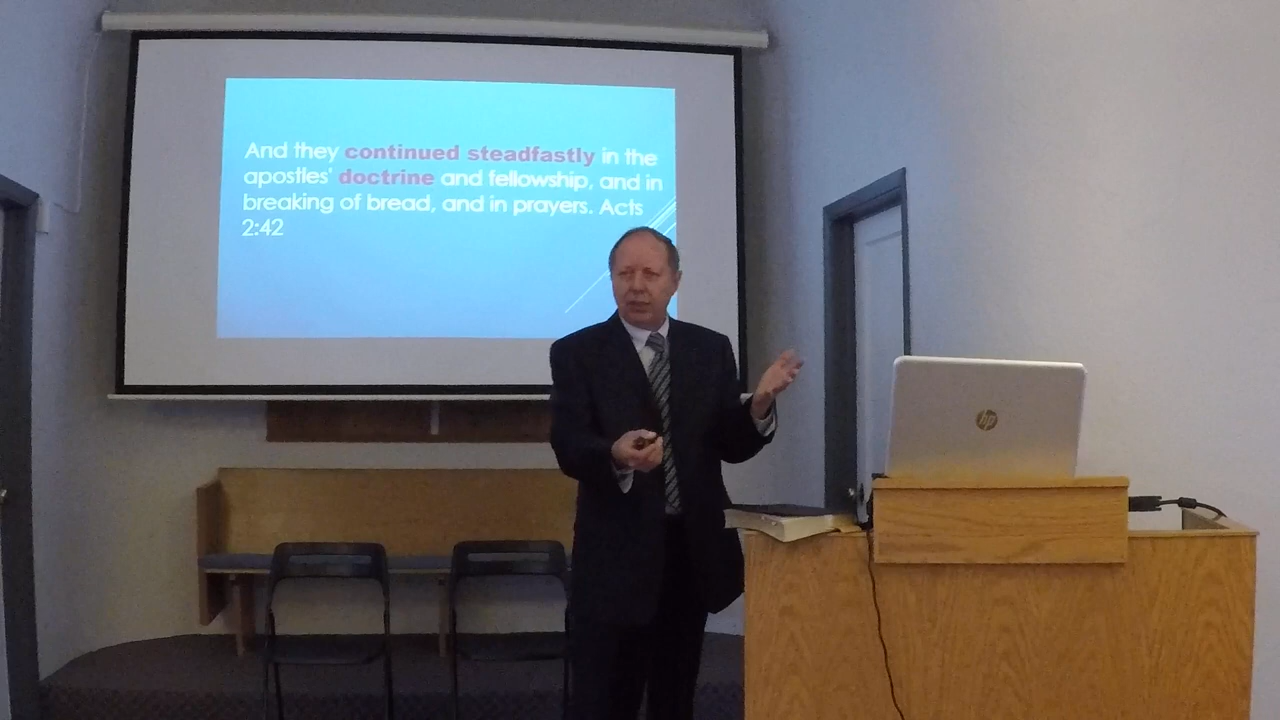 And they continued steadfastly in the
apostles' doctrine and fellowship, and in
breaking of bread, and in prayers. Acts
2:42
hp